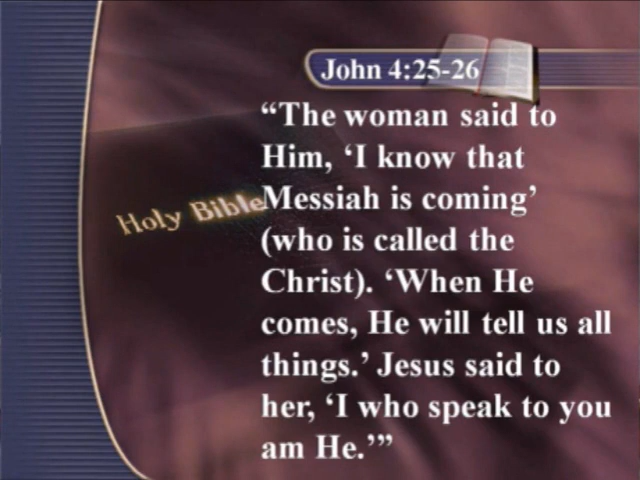 John 4:25-26
“The woman said to
Him, ‘I know that
Messiah is coming’
(who is called the
Christ). ‘When He
comes, He will tell us all
things.’ Jesus said to
her, ‘I who speak to you
am He.’”
Holy Bible